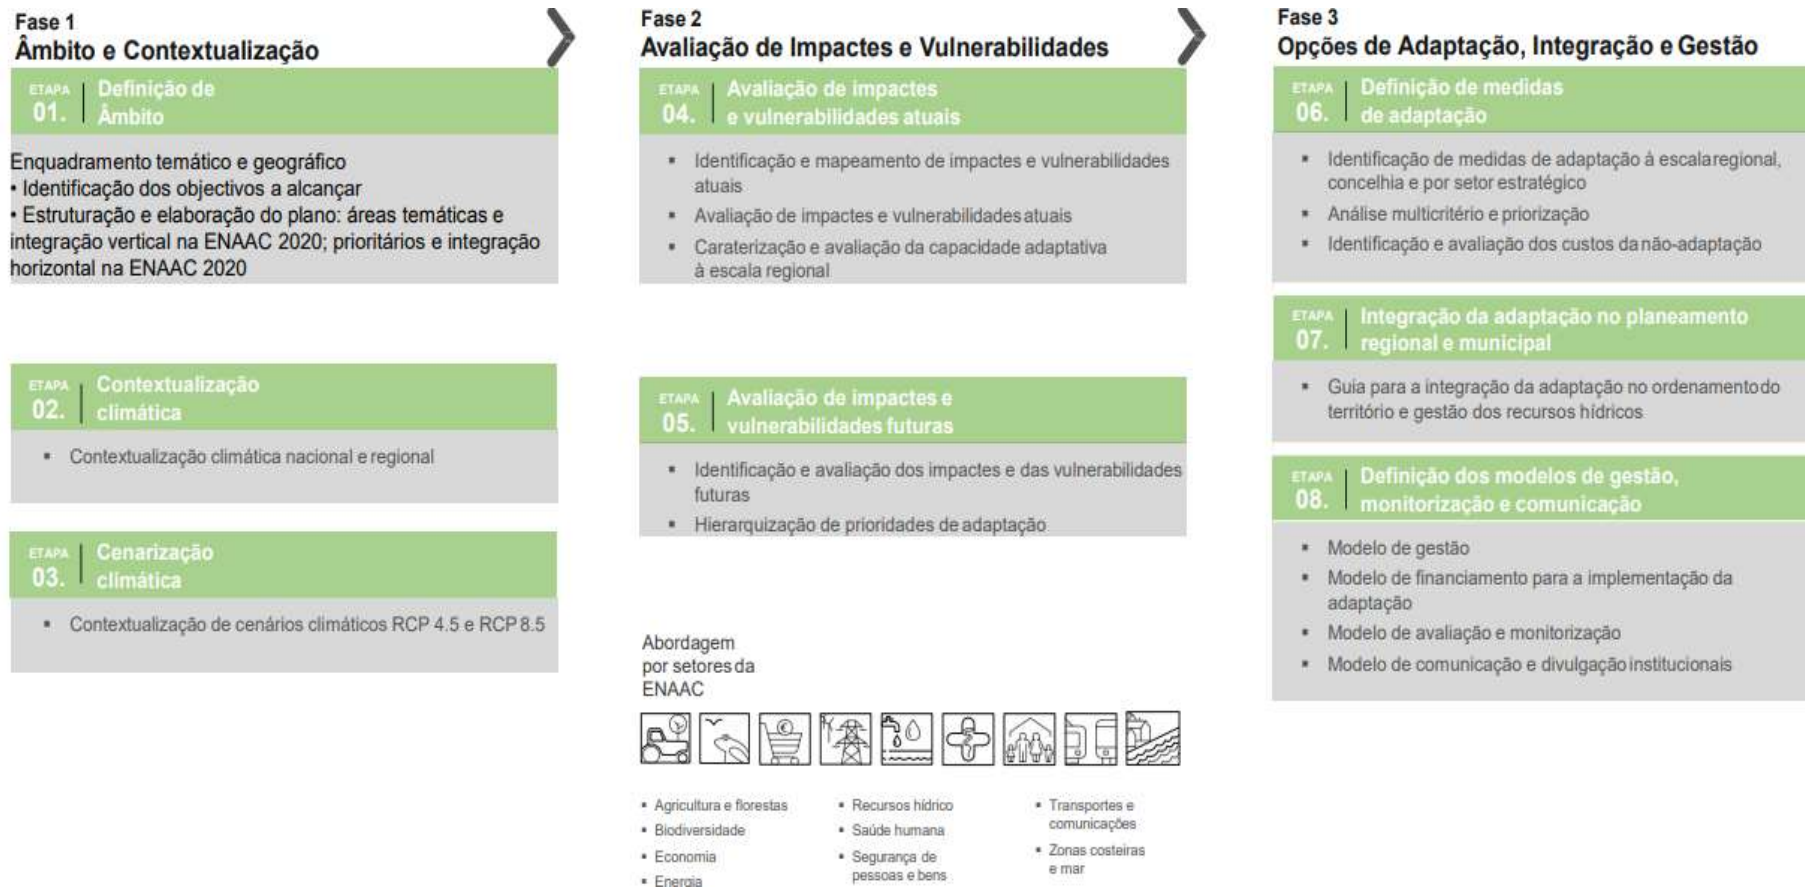 Fase 1
Âmbito e Contextualização
ETAPA
01.
Definição de
Âmbito
Enquadramento temático e geográfico
• Identificação dos objectivos a alcançar
• Estruturação e elaboração do plano: áreas temáticas e
integração vertical na ENAAC 2020; prioritários e integração
horizontal na ENAAC 2020
ETAPA
02.
Contextualização
climática
▪ Contextualização climática nacional e regional
ETAPA
03.
Cenarização
climática
▪ Contextualização de cenários climáticos RCP 4.5 e RCP 8.5
Fase 2
Avaliação de Impactes e Vulnerabilidades
ETAPA
04.
Avaliação de impactes
e vulnerabilidades atuais
▪ Identificação e mapeamento de impactes e vulnerabilidades
atuais
▪ Avaliação de impactes e vulnerabilidades atuais
▪ Caraterização e avaliação da capacidade adaptativa
à escala regional
ETAPA
05.
Avaliação de impactes e
vulnerabilidades futuras
▪ Identificação e avaliação dos impactes e das vulnerabilidades
futuras
▪ Hierarquização de prioridades de adaptação
Abordagem
por setores da
ENAAC
▪ Agricultura e florestas
▪ Biodiversidade
▪ Economia
▪ Energia
▪ Recursos hídrico
▪ Saúde humana
▪ Segurança de
pessoas e bens
▪ Transportes e
comunicações
▪ Zonas costeiras
e mar
Fase 3
Opções de Adaptação, Integração e Gestão
ETAPA
06.
Definição de medidas
de adaptação
▪ Identificação de medidas de adaptação à escala regional,
concelhia e por setor estratégico
▪ Análise multicritério e priorização
▪ Identificação e avaliação dos custos da não-adaptação
ETAPA
07.
Integração da adaptação no planeamento
regional e municipal
▪ Guia para a integração da adaptação no ordenamento do
território e gestão dos recursos hídricos
ETAPA
08.
Definição dos modelos de gestão,
monitorização e comunicação
▪ Modelo de gestão
▪ Modelo de financiamento para a implementação da
adaptação
▪ Modelo de avaliação e monitorização
▪ Modelo de comunicação e divulgação institucionais